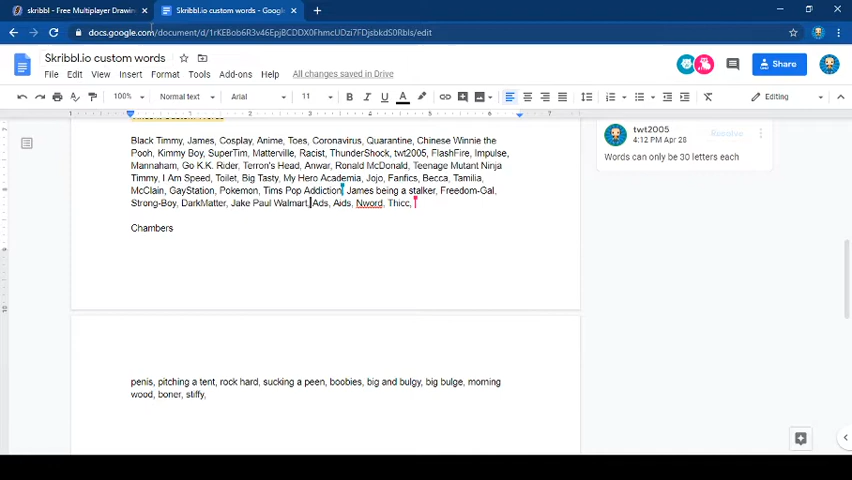 skribbl - Free Multiplayer Drawin
Skribbl.io custom words - Google
docs.google.com/document/d/1rKEBob6R3v46EpjBCDDX0FhmcUDzi7FDjsbkdS0Rbls/edit
Skribbl.io custom words
File Edit View Insert Format Tools Add-ons Help All changes saved in Drive
Share
100% Normal text Arial 11 Editing
Black Timmy, James, Cosplay, Anime, Toes, Coronavirus, Quarantine, Chinese Winnie the
Pooh, Kimmy Boy, SuperTim, Matterville, Racist, ThunderShock, twt2005, FlashFire, Impulse,
Mannaham, Go K.K. Rider, Terron's Head, Anwar, Ronald McDonald, Teenage Mutant Ninja
Timmy, I Am Speed, Toilet, Big Tasty, My Hero Academia, Jojo, Fanfics, Becca, Tamilia,
McClain, GayStation, Pokemon, Tims Pop Addiction, James being a stalker, Freedom-Gal,
Strong-Boy, DarkMatter, Jake Paul Walmart, Ads, Aids, Nword, Thicc,
Chambers
penis, pitching a tent, rock hard, sucking a peen, boobies, big and bulgy, big bulge, morning
wood, boner, stiffy,
twt2005
Resolve
4:12 PM Apr 28
Words can only be 30 letters each